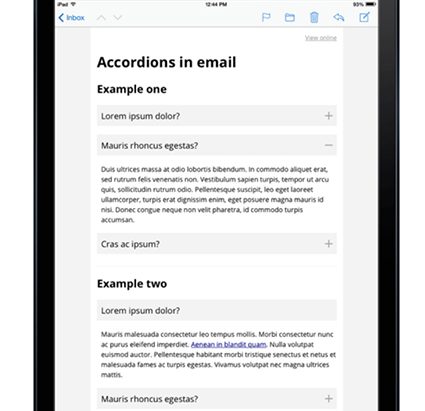 iPad
12:44 PM
93%
Inbox
View online
Accordions in email
Example one
Lorem ipsum dolor?
Mauris rhoncus egestas?
Duis ultrices massa at odio lobortis bibendum. In commodo aliquet erat,
sed rutrum felis venenatis non. Vestibulum sapien turpis, tempor ut arcu
quis, sollicitudin rutrum odio. Pellentesque suscipit, leo eget laoreet
ullamcorper, turpis erat dignissim enim, eget posuere magna mauris id
nisi. Donec congue neque non velit pharetra, id commodo turpis
accumsan.
Cras ac ipsum?
Example two
Lorem ipsum dolor?
Mauris malesuada consectetur leo tempus mollis. Morbi consectetur nunc
ac purus eleifend imperdiet. Aenean in blandit quam. Nulla volutpat
euismod auctor. Pellentesque habitant morbi tristique senectus et netus et
malesuada fames ac turpis egestas. Vivamus volutpat nec magna ultrices
mattis.
Mauris rhoncus egestas?